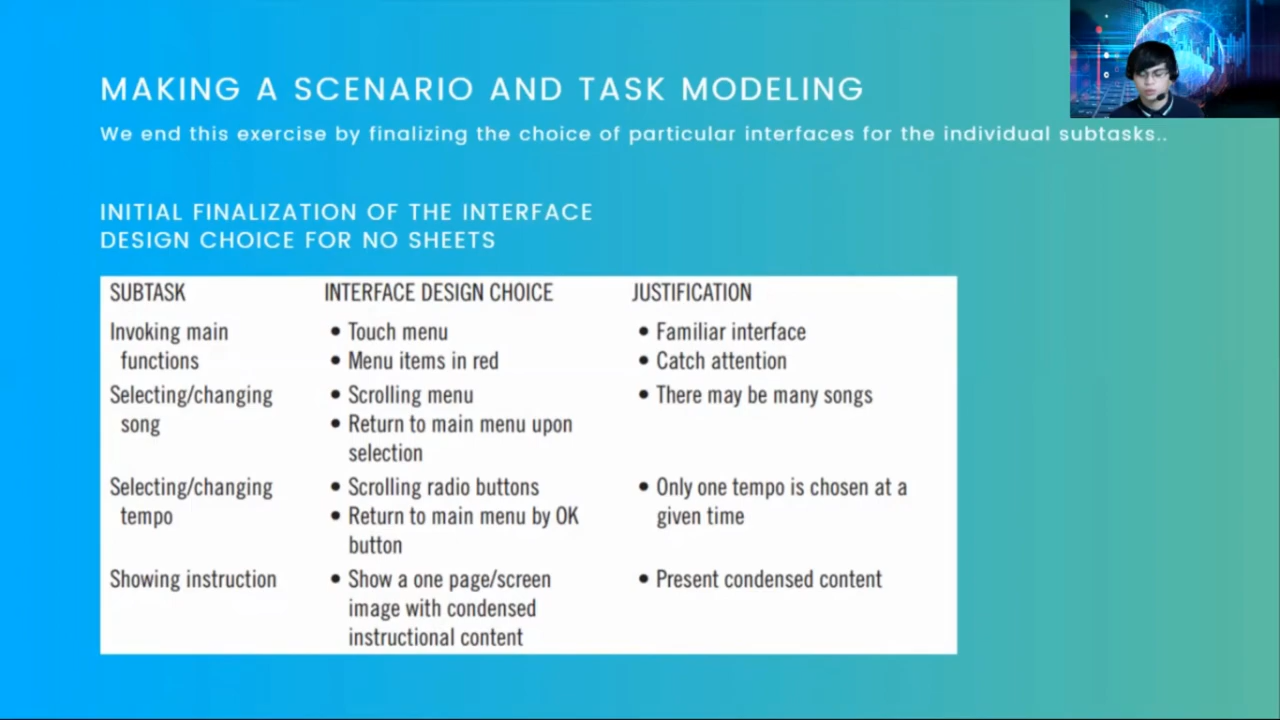 MAKING A SCENARIO AND TASK MODELING
We end this exercise by finalizing the choice of particular interfaces for the individual subtasks..
INITIAL FINALIZATION OF THE INTERFACE
DESIGN CHOICE FOR NO SHEETS
SUBTASK INTERFACE DESIGN CHOICE JUSTIFICATION
Invoking main • Touch menu • Familiar interface
functions • Menu items in red • Catch attention
Selecting/changing • Scrolling menu • There may be many songs
song • Return to main menu upon
selection
Selecting/changing • Scrolling radio buttons • Only one tempo is chosen at a
tempo • Return to main menu by OK given time
button
Showing instruction • Show a one page/screen • Present condensed content
image with condensed
instructional content